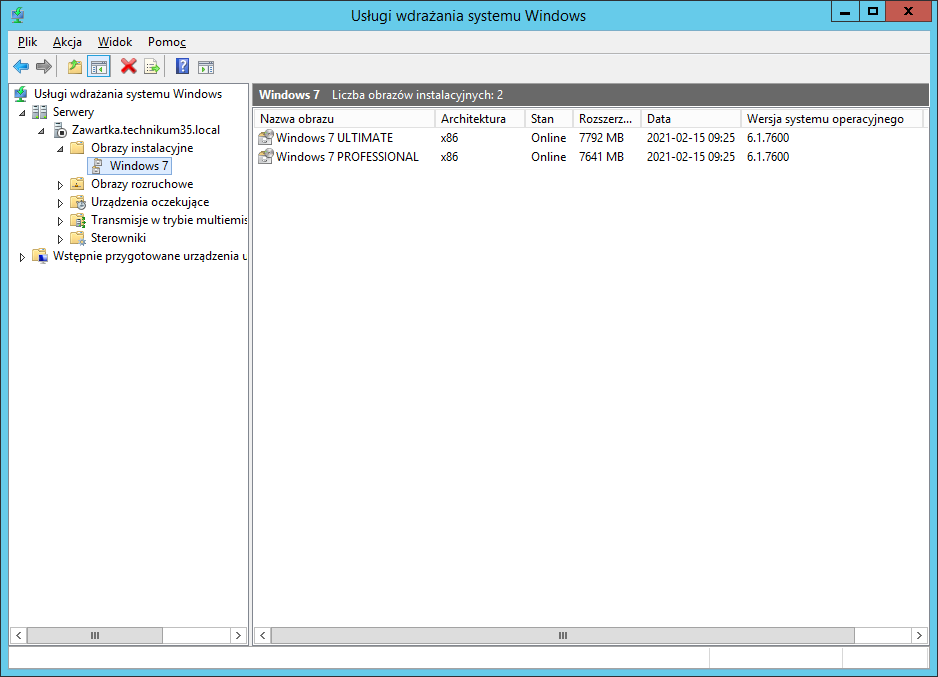 Usługi wdrażania systemu Windows
Plik Akcja Widok Pomoc
Usługi wdrażania systemu Windows
Serwery
Zawartka.technikum35.local
Obrazy instalacyjne
Windows 7
Obrazy rozruchowe
Urządzenia oczekujące
Transmisje w trybie multiemis
Sterowniki
Wstępnie przygotowane urządzenia u
Windows 7 Liczba obrazów instalacyjnych: 2
Nazwa obrazu Architektura Stan Rozszerz... Data Wersja systemu operacyjnego
Windows 7 ULTIMATE x86 Online 7792 MB 2021-02-15 09:25 6.1.7600
Windows 7 PROFESSIONAL x86 Online 7641 MB 2021-02-15 09:25 6.1.7600